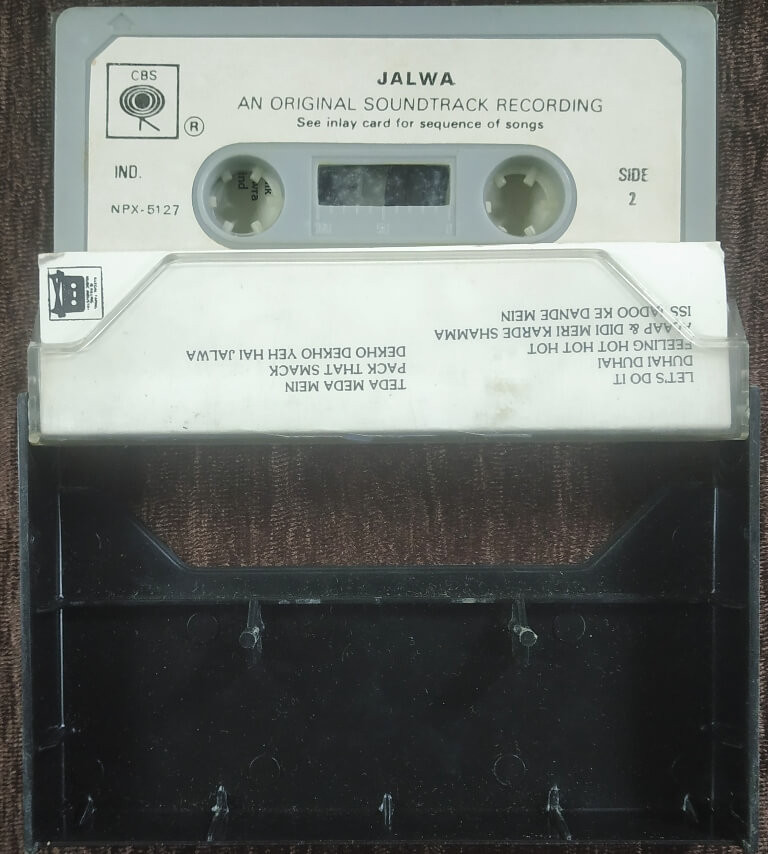 CBS
®
JALWA
AN ORIGINAL SOUNDTRACK RECORDING
See inlay card for sequence of songs
IND.
NPX-5127
SIDE
2
LET'S DO IT
DUHAI DUHAI
FEELING HOT HOT HOT
AAP & DIDI MERI KARDE SHAMMA
ISS JADOO KE DANDE MEIN
TEDA MEDA MEIN
PACK THAT SMACK
DEKHO DEKHO YEH HAI JALWA